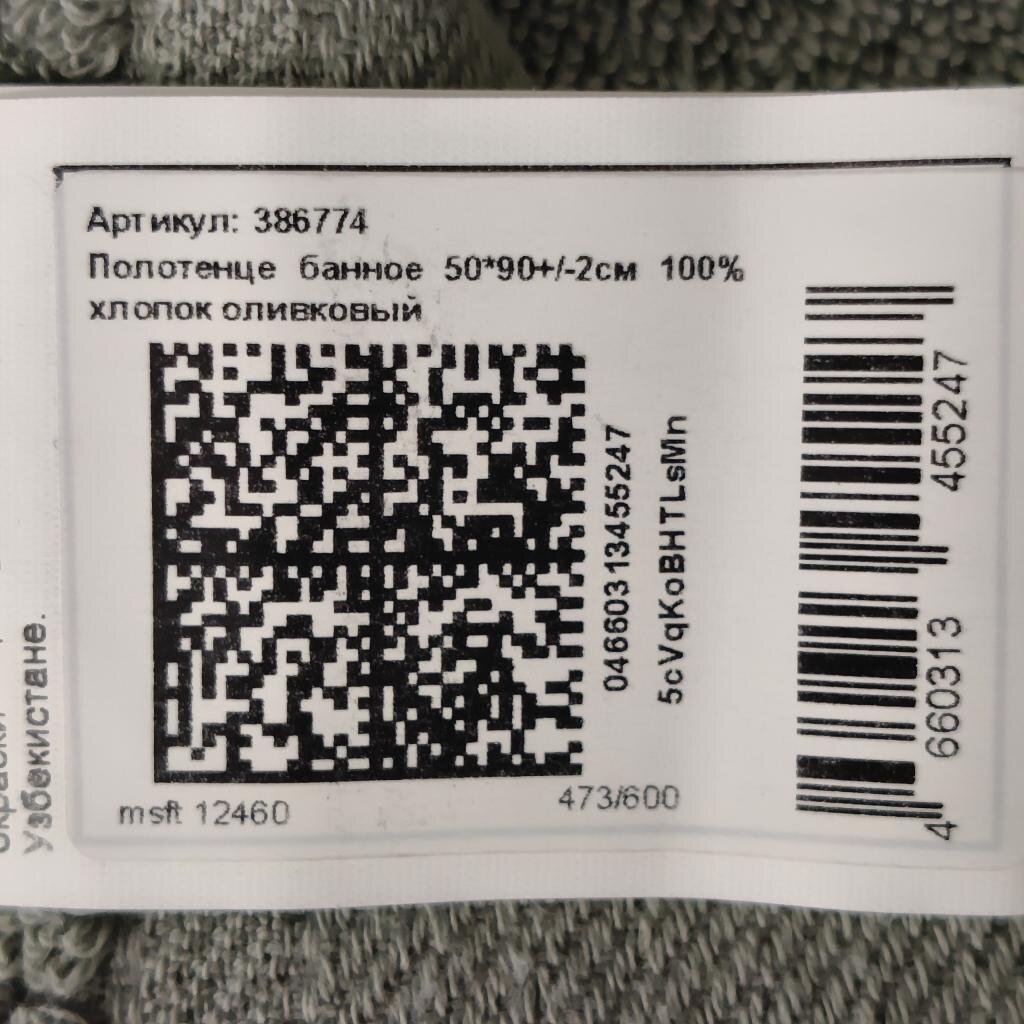 Артикул: 386774
Полотенце банное 50*90+/-2см 100%
хлопок оливковый
04660313455247
5cVqKoBHTLsMn
msft 12460
473/600
4 660313 455247
Узбекистане.